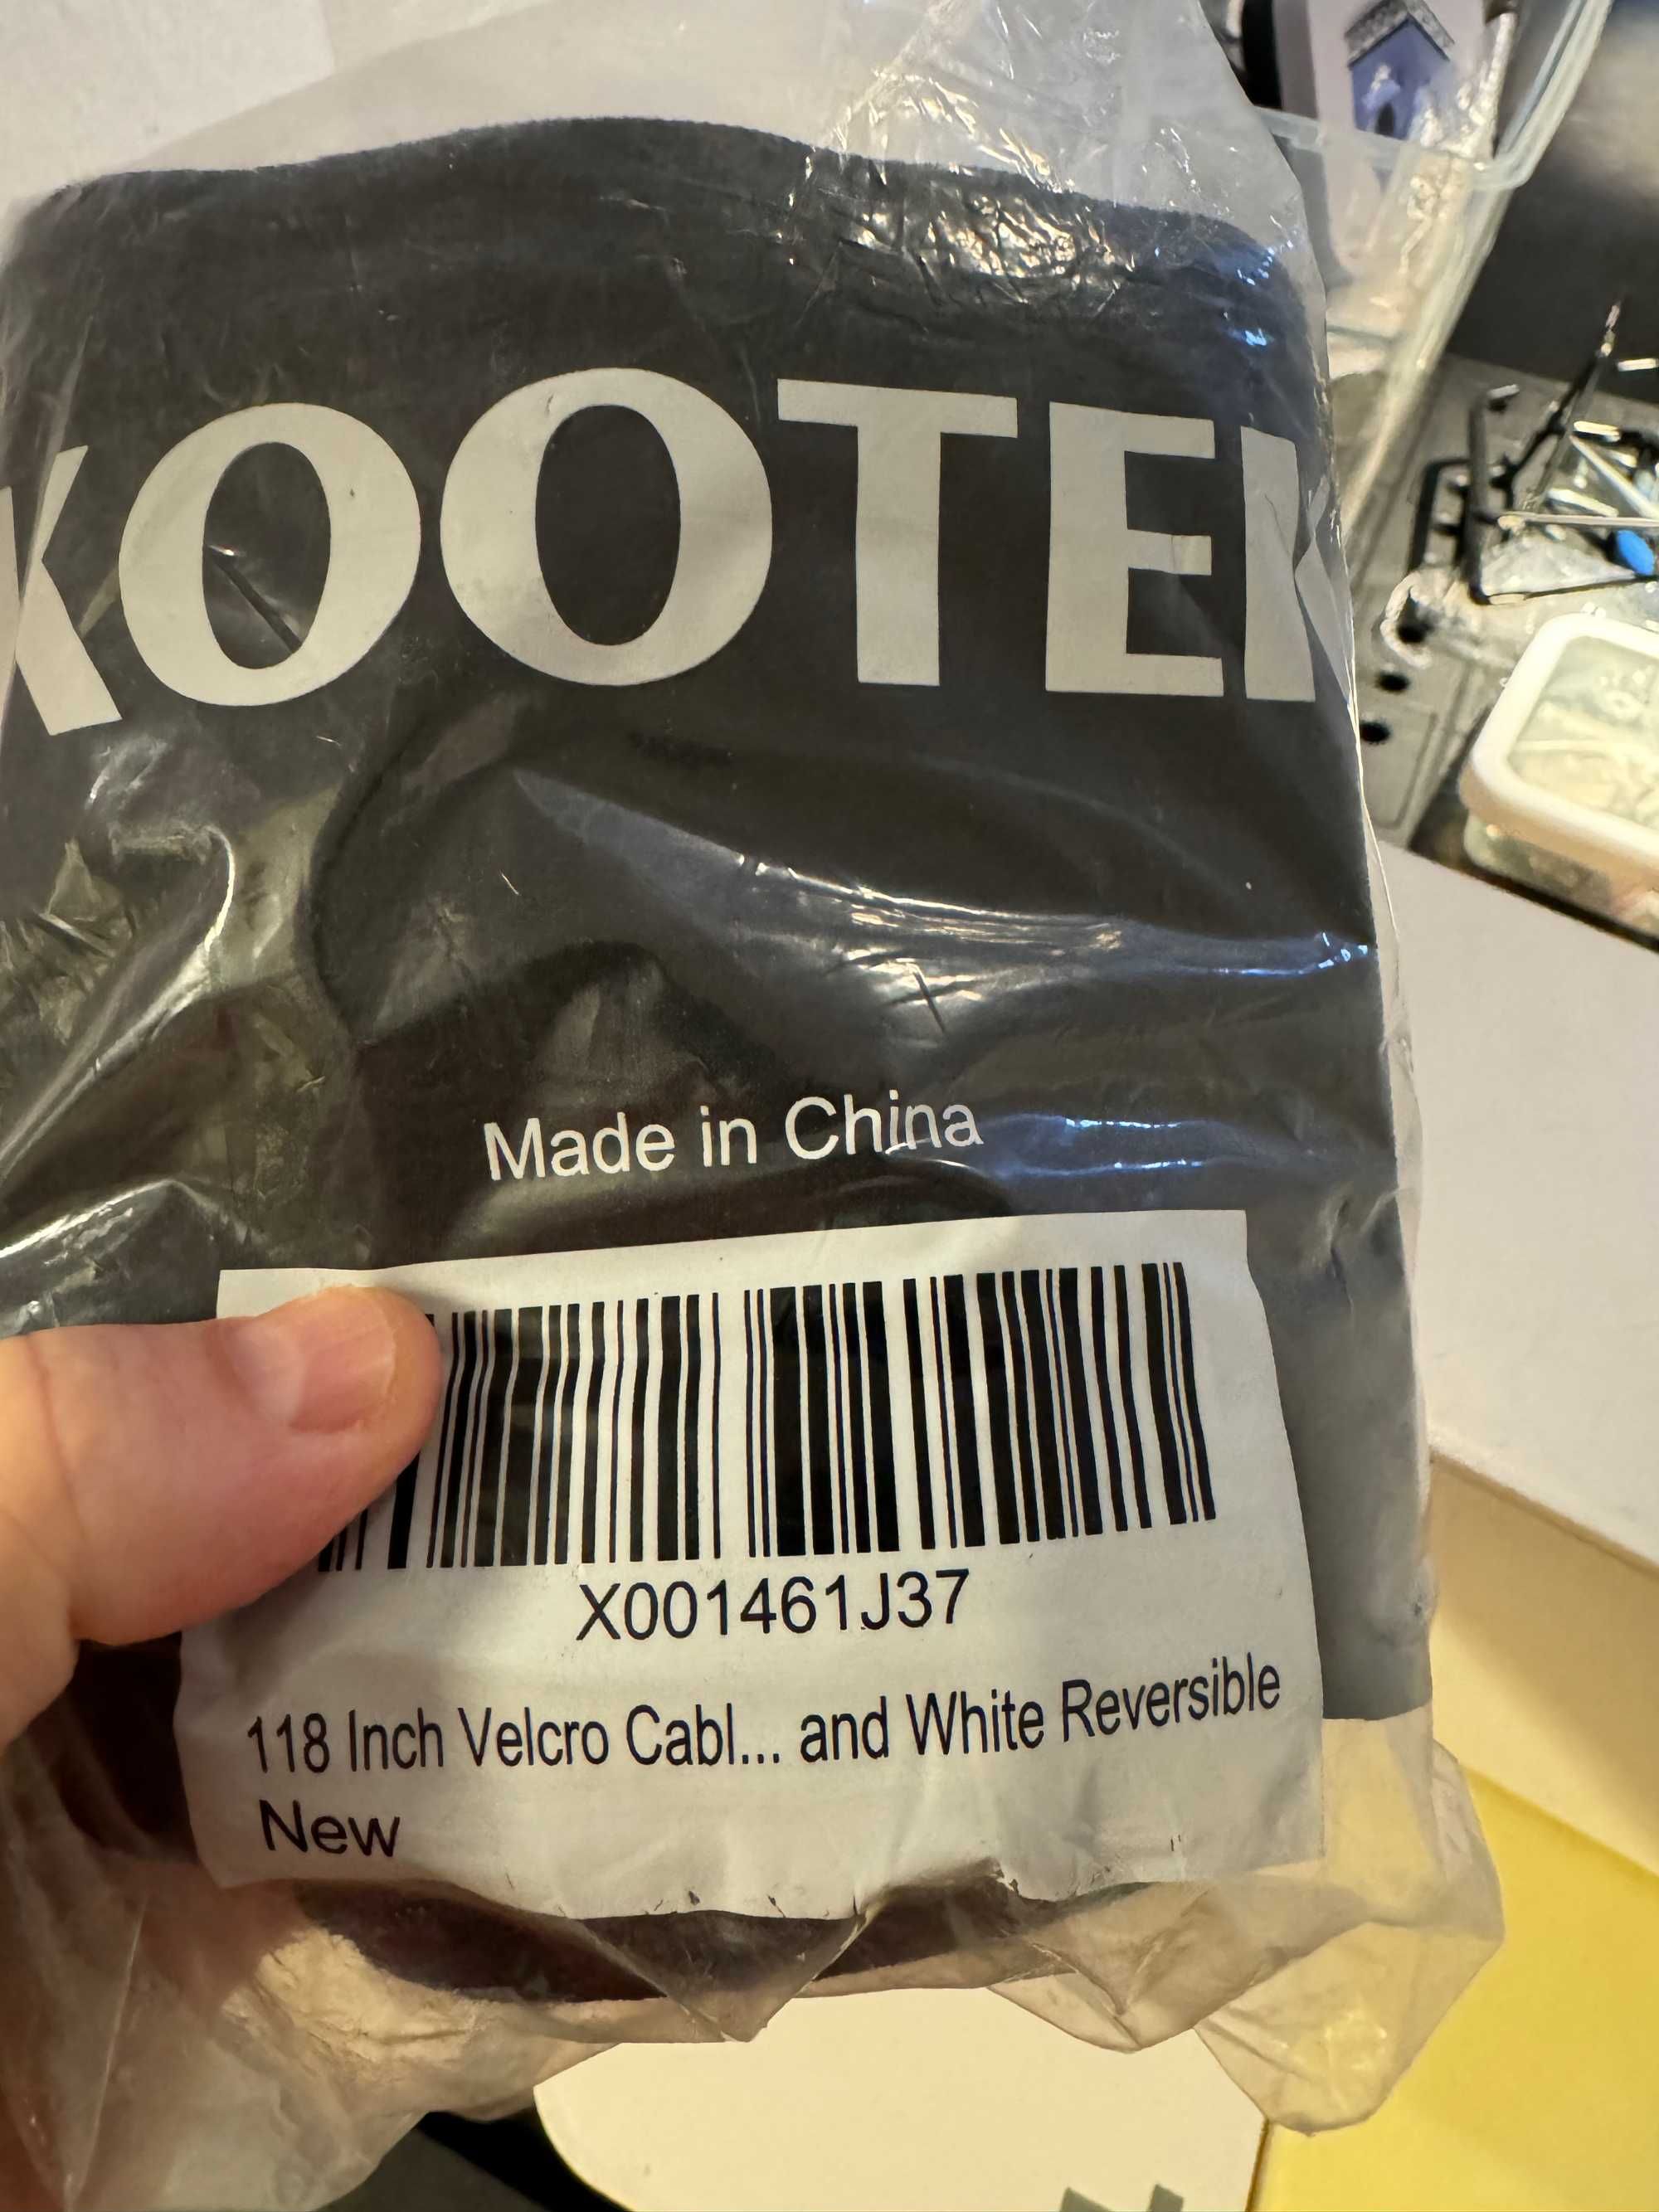 KOOTEK
Made in China
X001461J37
118 Inch Velcro Cabl... and White Reversible
New